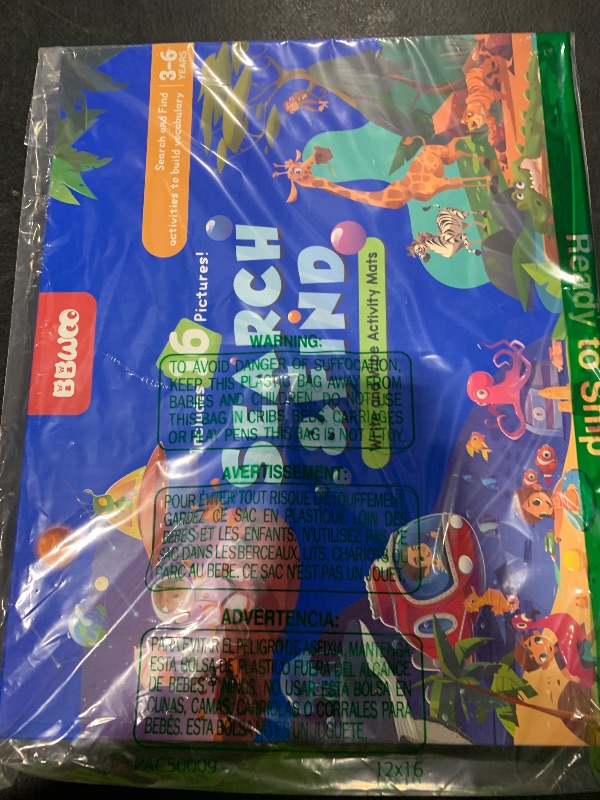 Search and Find
activities to build vocabulary
3-6
YEARS
BBWOO
6
Pictures!
Activity Mats
Ready to Ship
WARNING:
TO AVOID DANGER OF SUFFOCATION,
KEEP THIS PLASTIC BAG AWAY FROM
BABIES AND CHILDREN. DO NOT USE
THIS BAG IN CRIBS, BEDS, CARRIAGES
OR PLAY PENS. THIS BAG IS NOT A TOY.
AVERTISSEMENT:
POUR ÉVITER TOUT RISQUE D'ÉTOUFFEMENT,
GARDEZ CE SAC EN PLASTIQUE LOIN DES
BÉBÉS ET LES ENFANTS. N'UTILISEZ PAS CE
SAC DANS LES BERCEAUX, LITS, CHARIOTS OU
PARC AU BEBE. CE SAC N'EST PAS UN JOUET.
ADVERTENCIA:
PARA EVITAR EL PELIGRO DE ASFIXIA, MANTENGA
ESTA BOLSA DE PLASTICO FUERA DEL ALCANCE
DE BEBES Y NIÑOS. NO USAR ESTA BOLSA EN
CUNAS, CAMAS, CARRIOLAS O CORRALES PARA
BEBÉS. ESTA BOLSA NO ES UN JUGUETE.
PAC50009
12x16